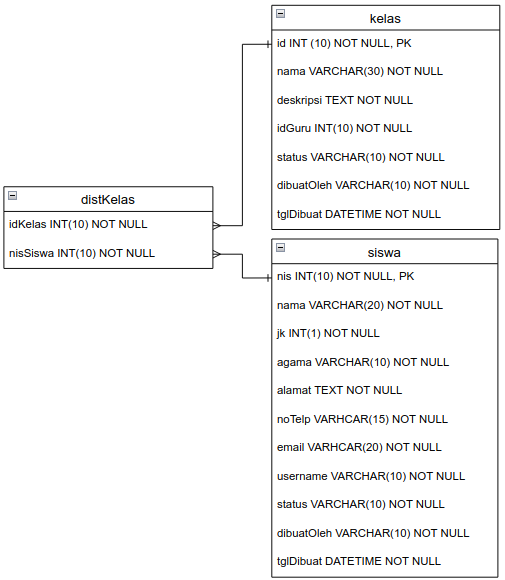 kelas
id INT (10) NOT NULL, PK
nama VARCHAR(30) NOT NULL
deskripsi TEXT NOT NULL
idGuru INT(10) NOT NULL
status VARCHAR(10) NOT NULL
dibuatOleh VARCHAR(10) NOT NULL
tglDibuat DATETIME NOT NULL
distKelas
idKelas INT(10) NOT NULL
nisSiswa INT(10) NOT NULL
siswa
nis INT(10) NOT NULL, PK
nama VARCHAR(20) NOT NULL
jk INT(1) NOT NULL
agama VARCHAR(10) NOT NULL
alamat TEXT NOT NULL
noTelp VARHCAR(15) NOT NULL
email VARHCAR(20) NOT NULL
username VARCHAR(10) NOT NULL
status VARCHAR(10) NOT NULL
dibuatOleh VARCHAR(10) NOT NULL
tglDibuat DATETIME NOT NULL